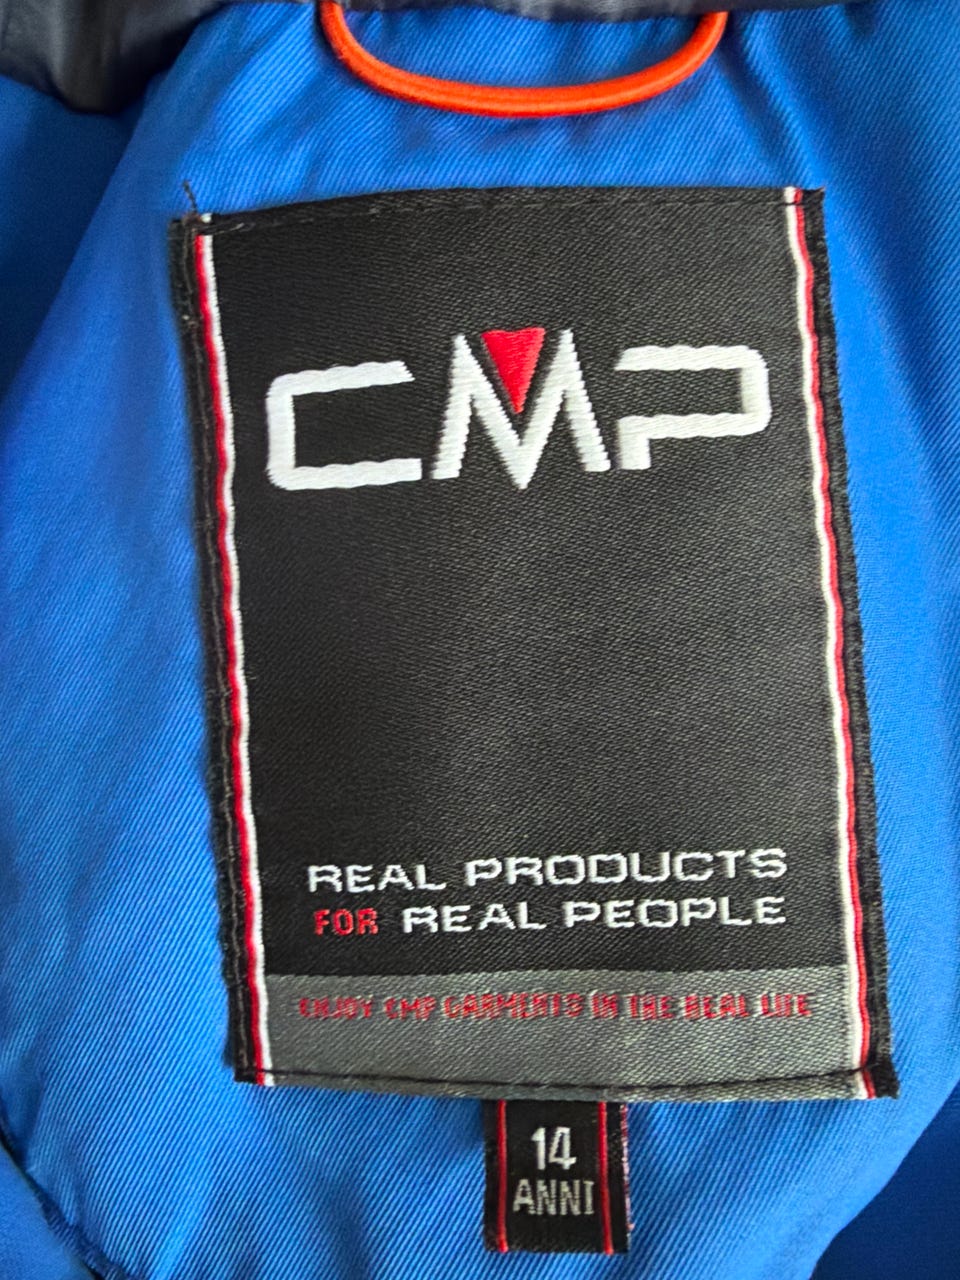 CMP
REAL PRODUCTS
FOR REAL PEOPLE
ENJOY CMP GARMENTS IN THE REAL LIFE
14
ANNI